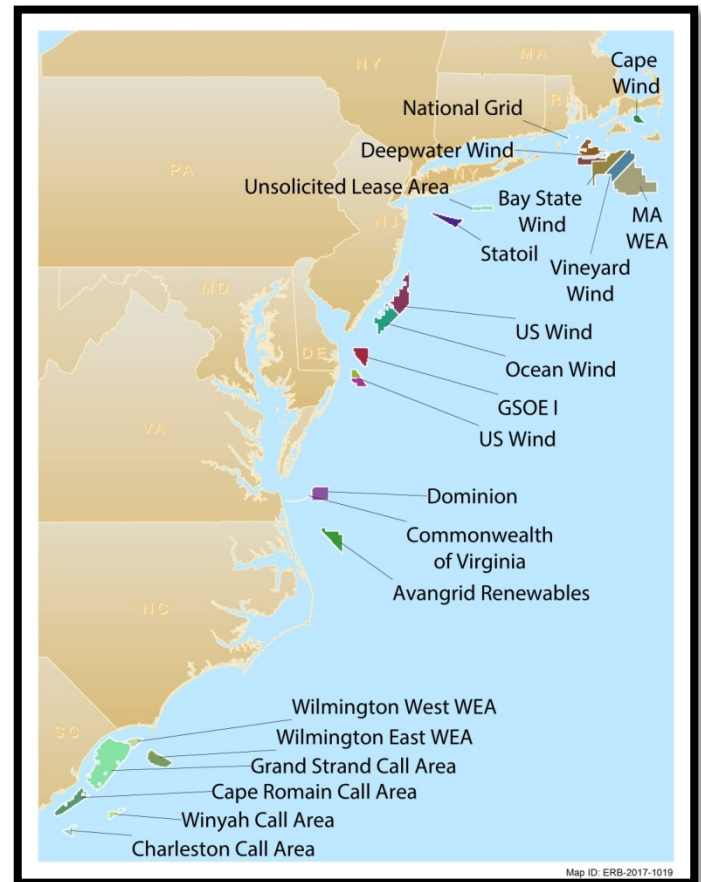 NY
MA
Cape
Wind
RI
National Grid
Deepwater Wind
PA
NY
Unsolicited Lease Area
Bay State
Wind
MA
WEA
NJ
Statoil
Vineyard
Wind
MD
US Wind
DE
Ocean Wind
GSOE I
US Wind
VA
Dominion
Commonwealth
of Virginia
Avangrid Renewables
NC
Wilmington West WEA
SC
Wilmington East WEA
Grand Strand Call Area
Cape Romain Call Area
Winyah Call Area
Charleston Call Area
Map ID: ERB-2017-1019